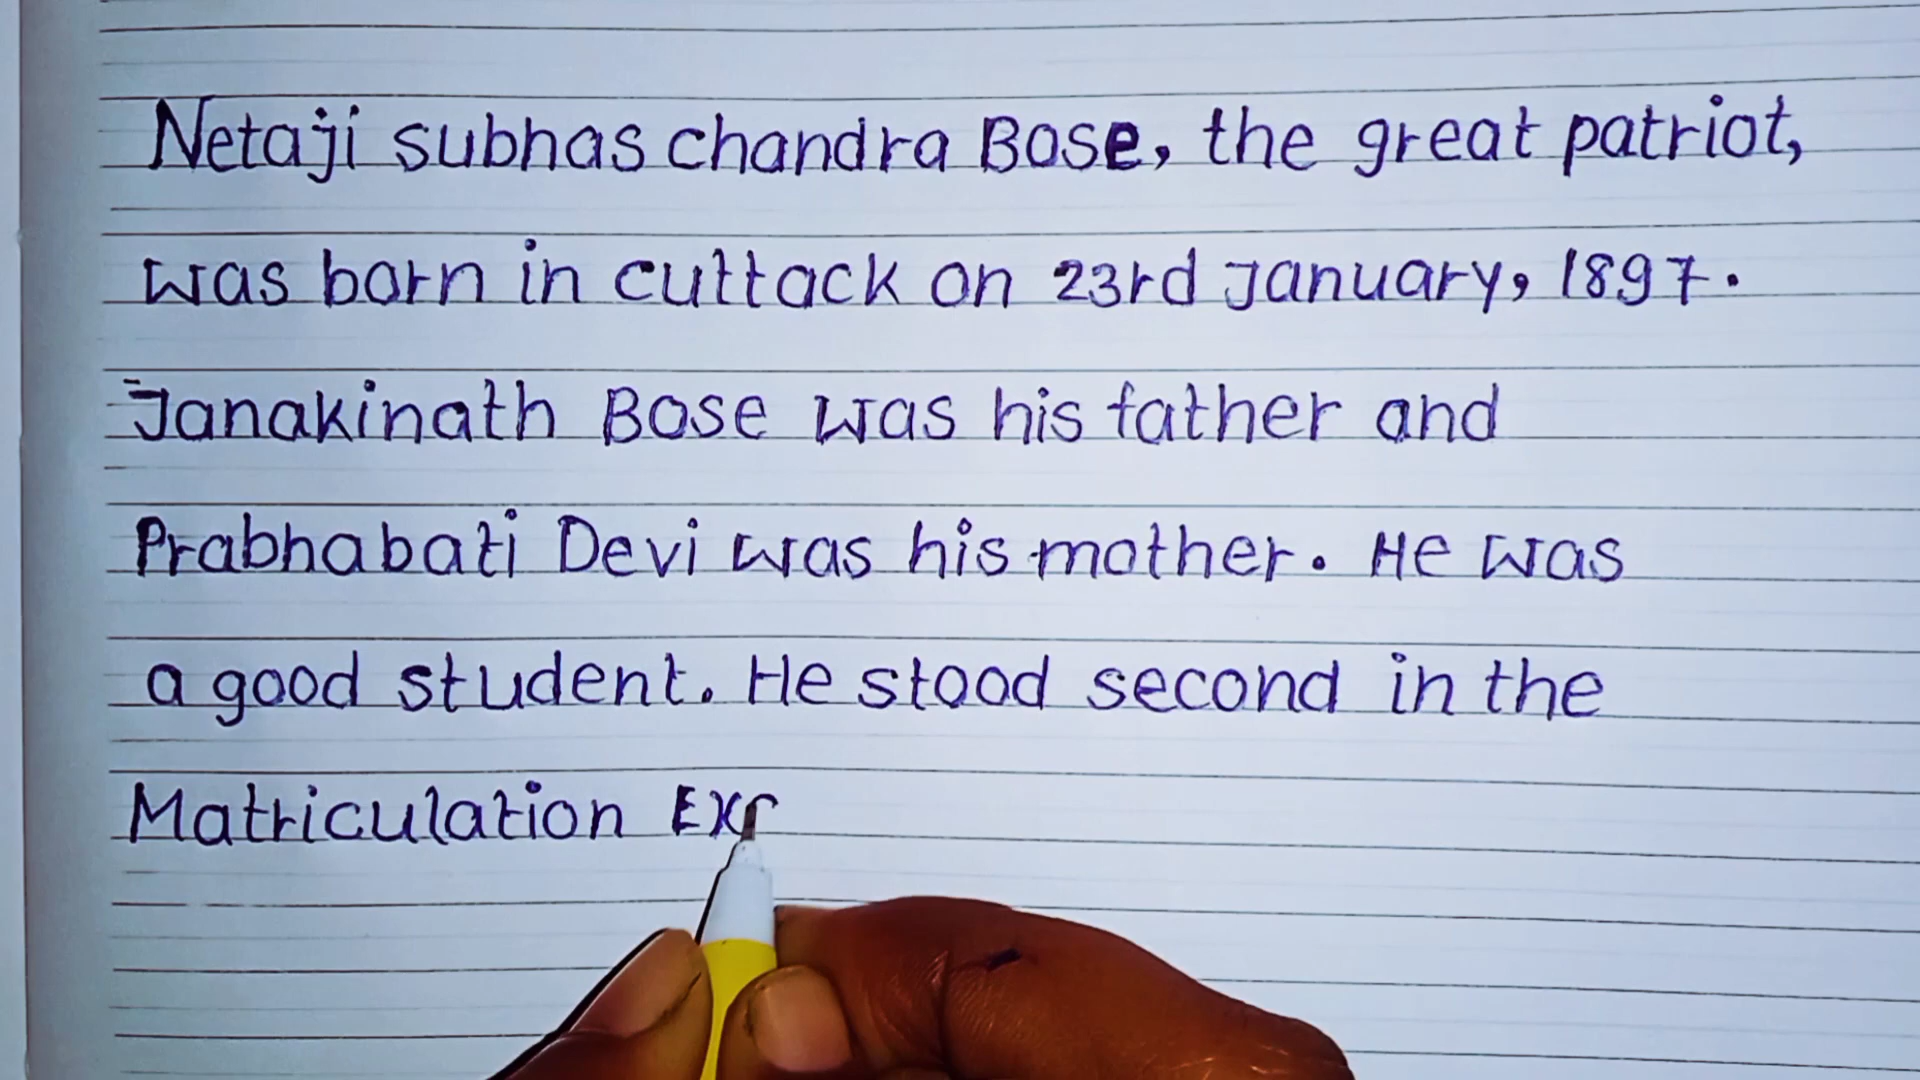 Netaji subhas chandra Bose, the great patriot,
was born in cuttack on 23rd January, 1897.
Janakinath Bose was his father and
Prabhabati Devi was his mother. He was
a good student. He stood second in the
Matriculation